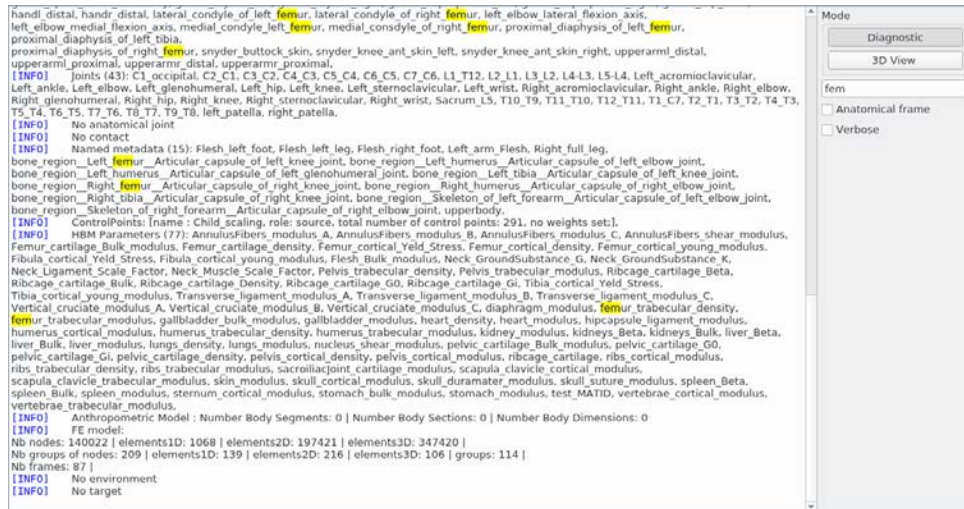 handl_distal, handr_distal, lateral_condyle_of_left_femur, lateral_condyle_of_right_femur, left_elbow_lateral_flexion_axis,
left_elbow_medial_flexion_axis, medial_condyle_left_femur, medial_consdyle_of_right_femur, proximal_diaphysis_of_left_femur,
proximal_diaphysis_of_left_tibia,
proximal_diaphysis_of_right_femur, snyder_buttock_skin, snyder_knee_ant_skin_left, snyder_knee_ant_skin_right, upperarml_distal,
upperarml_proximal, upperarmr_distal, upperarmr_proximal,
[INFO] Joints (43): C1_occipital, C2_C1, C3_C2, C4_C3, C5_C4, C6_C5, C7_C6, L1_T12, L2_L1, L3_L2, L4-L3, L5-L4, Left_acromioclavicular,
Left_ankle, Left_elbow, Left_glenohumeral, Left_hip, Left_knee, Left_sternoclavicular, Left_wrist, Right_acromioclavicular, Right_ankle, Right_elbow,
Right_glenohumeral, Right_hip, Right_knee, Right_sternoclavicular, Right_wrist, Sacrum_L5, T10_T9, T11_T10, T12_T11, T1_C7, T2_T1, T3_T2, T4_T3,
T5_T4, T6_T5, T7_T6, T8_T7, T9_T8, left_patella, right_patella,
[INFO] No anatomical joint
[INFO] No contact
[INFO] Named metadata (15): Flesh_left_foot, Flesh_left_leg, Flesh_right_foot, Left_arm_Flesh, Right_full_leg,
bone_region__Left_femur__Articular_capsule_of_left_knee_joint, bone_region__Left_humerus__Articular_capsule_of_left_elbow_joint,
bone_region__Left_humerus__Articular_capsule_of_left_glenohumeral_joint, bone_region__Left_tibia__Articular_capsule_of_left_knee_joint,
bone_region__Right_femur__Articular_capsule_of_right_knee_joint, bone_region__Right_humerus__Articular_capsule_of_right_elbow_joint,
bone_region__Right_tibia__Articular_capsule_of_right_knee_joint, bone_region__Skeleton_of_left_forearm__Articular_capsule_of_left_elbow_joint,
bone_region__Skeleton_of_right_forearm__Articular_capsule_of_right_elbow_joint, upperbody,
[INFO] ControlPoints: [name : Child_scaling, role: source, total number of control points: 291, no weights set;],
[INFO] HBM Parameters (77): AnnulusFibers_modulus_A, AnnulusFibers_modulus_B, AnnulusFibers_modulus_C, AnnulusFibers_shear_modulus,
Femur_cartilage_Bulk_modulus, Femur_cartilage_density, Femur_cortical_Yeld_Stress, Femur_cortical_density, Femur_cortical_young_modulus,
Fibula_cortical_Yeld_Stress, Fibula_cortical_young_modulus, Flesh_Bulk_modulus, Neck_GroundSubstance_G, Neck_GroundSubstance_K,
Neck_Ligament_Scale_Factor, Neck_Muscle_Scale_Factor, Pelvis_trabecular_density, Pelvis_trabecular_modulus, Ribcage_cartilage_Beta,
Ribcage_cartilage_Bulk, Ribcage_cartilage_Density, Ribcage_cartilage_G0, Ribcage_cartilage_Gi, Tibia_cortical_Yeld_Stress,
Tibia_cortical_young_modulus, Transverse_ligament_modulus_A, Transverse_ligament_modulus_B, Transverse_ligament_modulus_C,
Vertical_cruciate_modulus_A, Vertical_cruciate_modulus_B, Vertical_cruciate_modulus_C, diaphragm_modulus, femur_trabecular_density,
femur_trabecular_modulus, gallbladder_bulk_modulus, gallbladder_modulus, heart_density, heart_modulus, hipcapsule_ligament_modulus,
humerus_cortical_modulus, humerus_trabecular_density, humerus_trabecular_modulus, kidney_modulus, kidneys_Beta, kidneys_Bulk, liver_Beta,
liver_Bulk, liver_modulus, lungs_density, lungs_modulus, nucleus_shear_modulus, pelvic_cartilage_Bulk_modulus, pelvic_cartilage_G0,
pelvic_cartilage_Gi, pelvic_cartilage_density, pelvis_cortical_density, pelvis_cortical_modulus, ribcage_cartilage, ribs_cortical_modulus,
ribs_trabecular_density, ribs_trabecular_modulus, sacroiliacJoint_cartilage_modulus, scapula_clavicle_cortical_modulus,
scapula_clavicle_trabecular_modulus, skin_modulus, skull_cortical_modulus, skull_duramater_modulus, skull_suture_modulus, spleen_Beta,
spleen_Bulk, spleen_modulus, sternum_cortical_modulus, stomach_bulk_modulus, stomach_modulus, test_MATID, vertebrae_cortical_modulus,
vertebrae_trabecular_modulus,
[INFO] Anthropometric Model : Number Body Segments: 0 | Number Body Sections: 0 | Number Body Dimensions: 0
[INFO] FE model:
Nb nodes: 140022 | elements1D: 1068 | elements2D: 197421 | elements3D: 347420 |
Nb groups of nodes: 209 | elements1D: 139 | elements2D: 216 | elements3D: 106 | groups: 114 |
Nb frames: 87 |
[INFO] No environment
[INFO] No target
Mode
Diagnostic
3D View
fem
Anatomical frame
Verbose